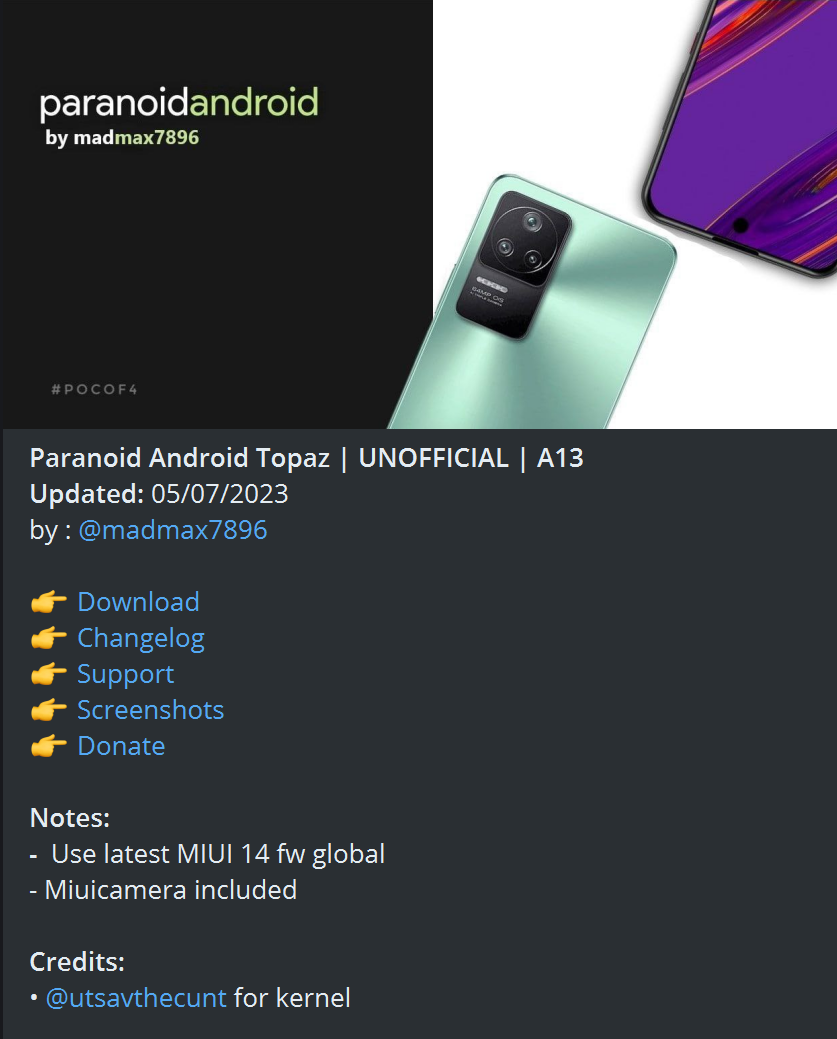 paranoidandroid
by madmax7896
64MP OIS
#POCOF4
Paranoid Android Topaz | UNOFFICIAL | A13
Updated: 05/07/2023
by : @madmax7896
👉 Download
👉 Changelog
👉 Support
👉 Screenshots
👉 Donate
Notes:
- Use latest MIUI 14 fw global
- Miuicamera included
Credits:
• @utsavthecunt for kernel